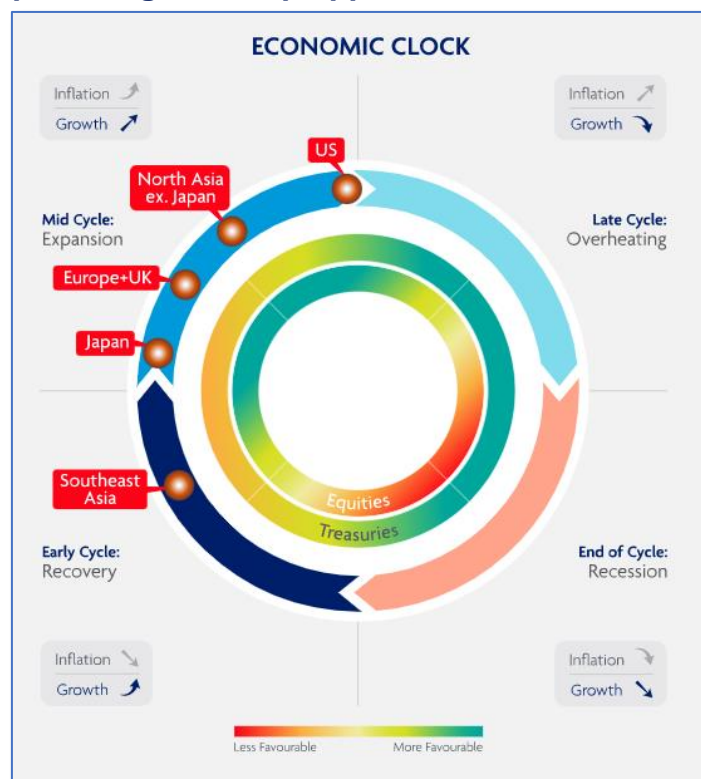 ECONOMIC CLOCK
Inflation
Growth
Inflation
Growth
US
North Asia
ex. Japan
Mid Cycle:
Expansion
Late Cycle:
Overheating
Europe+UK
Japan
Southeast
Asia
Equities
Treasuries
Early Cycle:
Recovery
End of Cycle:
Recession
Inflation
Growth
Inflation
Growth
Less Favourable
More Favourable